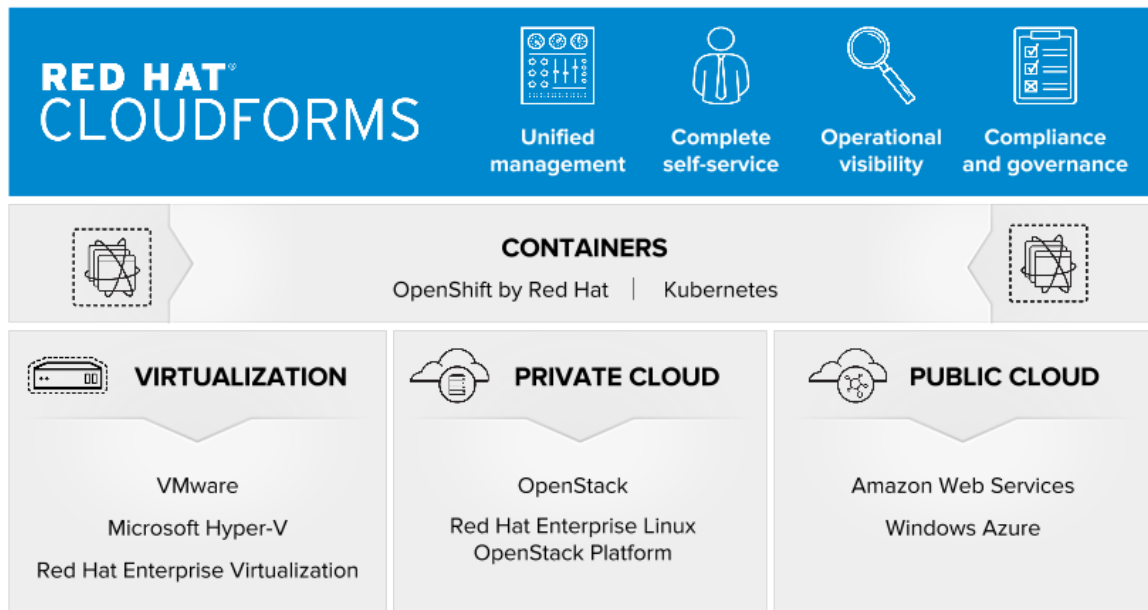 RED HAT®
CLOUDFORMS
Unified
management
Complete
self-service
Operational
visibility
Compliance
and governance
CONTAINERS
OpenShift by Red Hat | Kubernetes
VIRTUALIZATION
VMware
Microsoft Hyper-V
Red Hat Enterprise Virtualization
PRIVATE CLOUD
OpenStack
Red Hat Enterprise Linux
OpenStack Platform
PUBLIC CLOUD
Amazon Web Services
Windows Azure